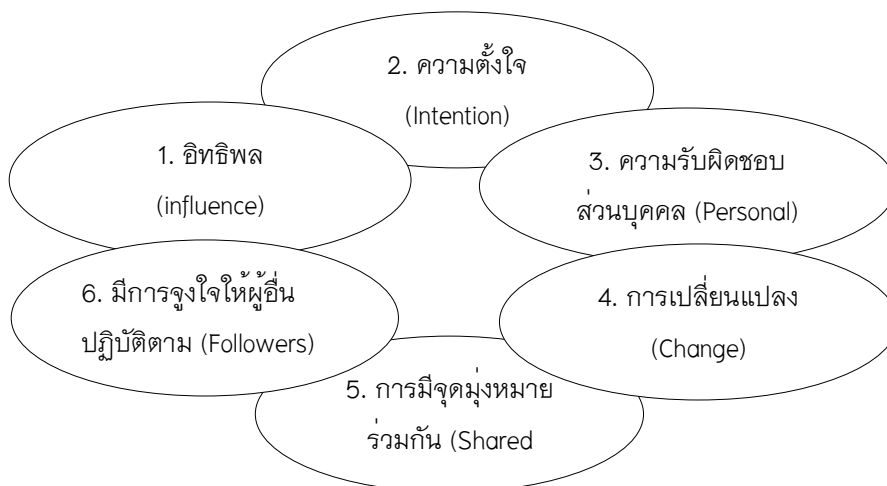 1. อิทธิพล
(influence)
2. ความตั้งใจ
(Intention)
3. ความรับผิดชอบ
ส่วนบุคคล (Personal)
4. การเปลี่ยนแปลง
(Change)
5. การมีจุดมุ่งหมาย
ร่วมกัน (Shared
6. มีการจูงใจให้ผู้อื่น
ปฏิบัติตาม (Followers)